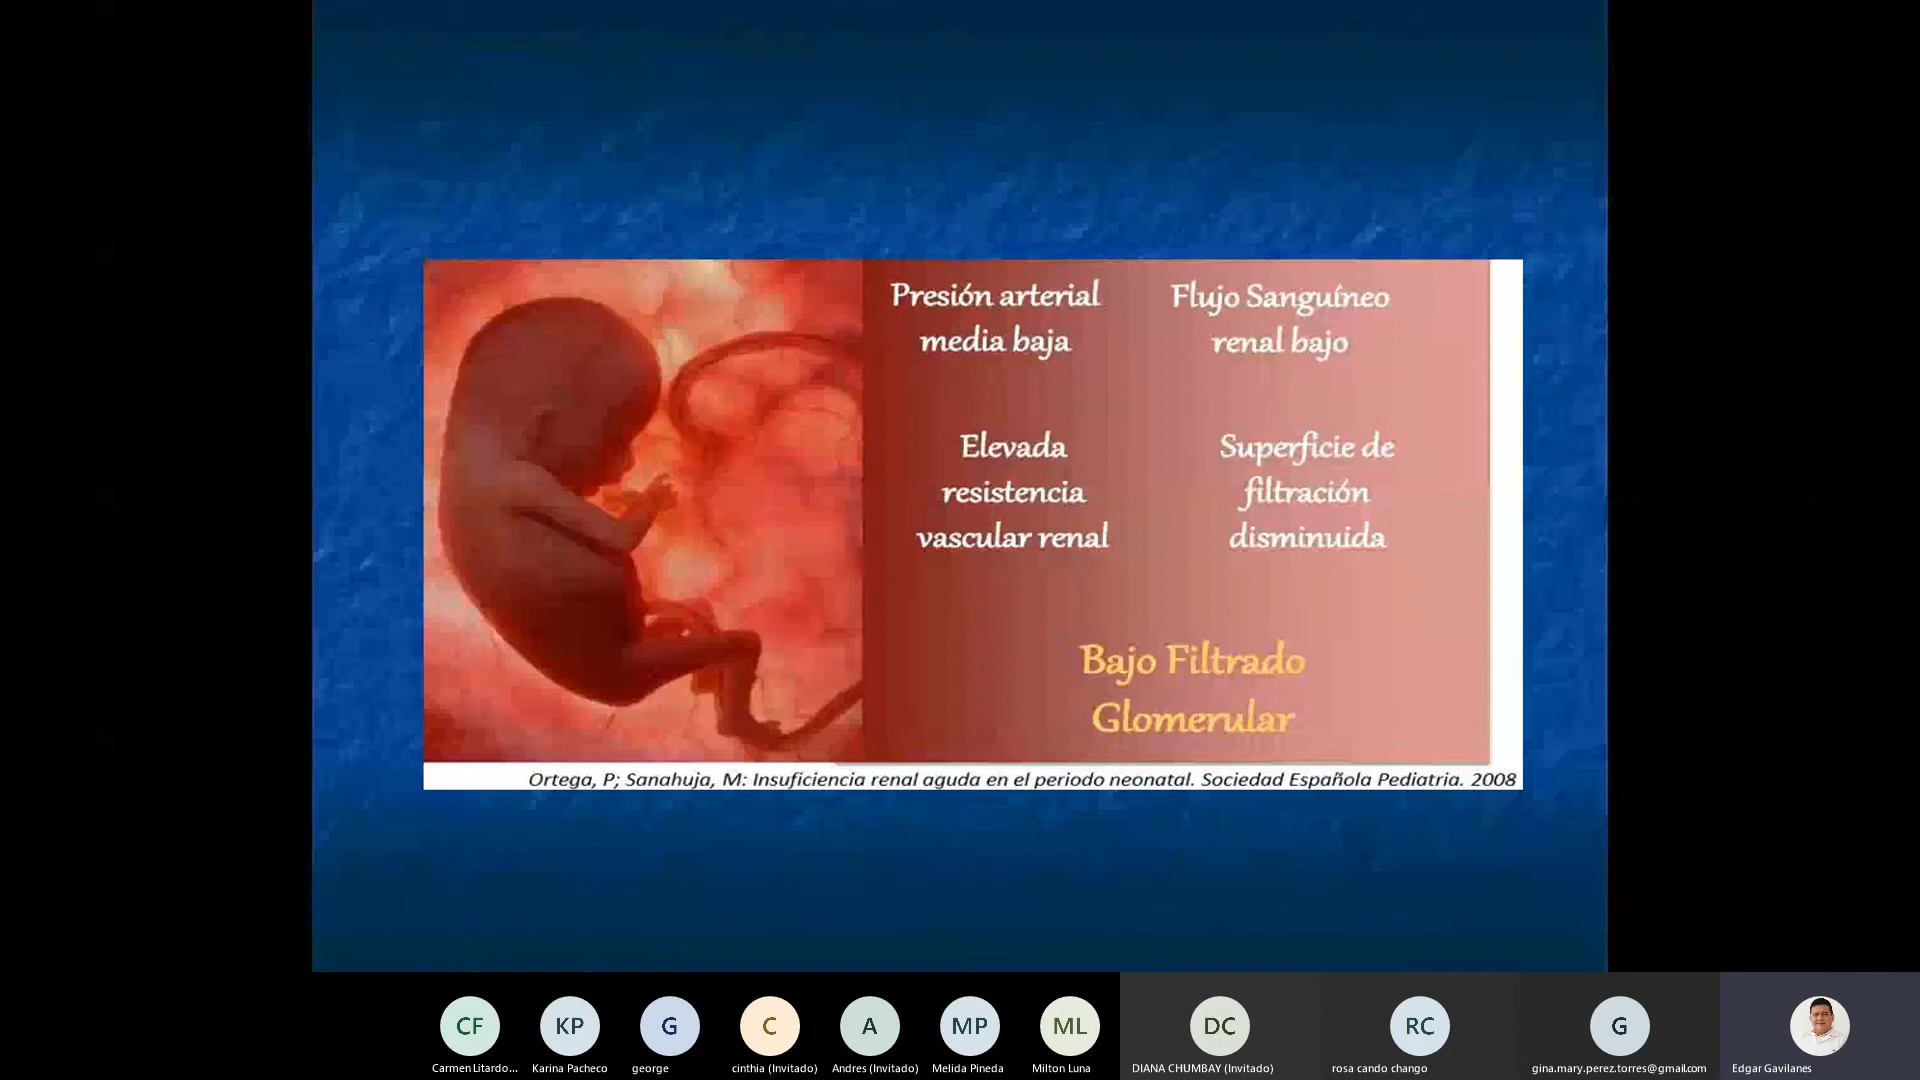 Presión arterial
media baja
Flujo Sanguíneo
renal bajo
Elevada
resistencia
vascular renal
Superficie de
filtración
disminuida
Bajo Filtrado
Glomerular
Ortega, P; Sanahuja, M: Insuficiencia renal aguda en el periodo neonatal. Sociedad Española Pediatria. 2008
CF
KP
G
C
A
MP
ML
DC
RC
G
Carmen Litardo...
Karina Pacheco
george
cinthia (Invitado)
Andres (Invitado)
Melida Pineda
Milton Luna
DIANA CHUMBAY (Invitado)
rosa cando chango
gina.mary.perez.torres@gmail.com
Edgar Gavilanes